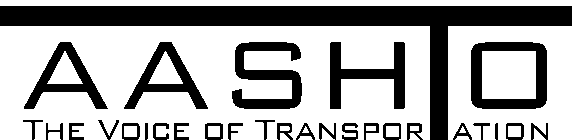 AASHTO
THE VOICE OF TRANSPORTATION